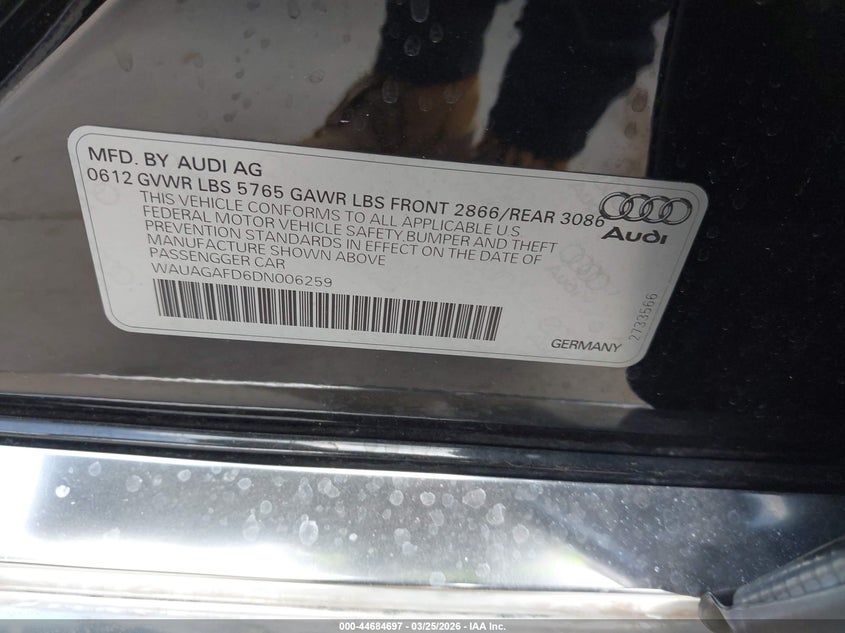 MFD. BY AUDI AG
0612 GVWR LBS 5765 GAWR LBS FRONT 2866/REAR 3086
THIS VEHICLE CONFORMS TO ALL APPLICABLE U.S.
FEDERAL MOTOR VEHICLE SAFETY,BUMPER AND THEFT
PREVENTION STANDARDS IN EFFECT ON THE DATE OF
MANUFACTURE SHOWN ABOVE
PASSENGGER CAR
WAUAGAFD6DN006259
Audi
GERMANY
2733566
000-44684697 - 03/25/2026 - IAA Inc.